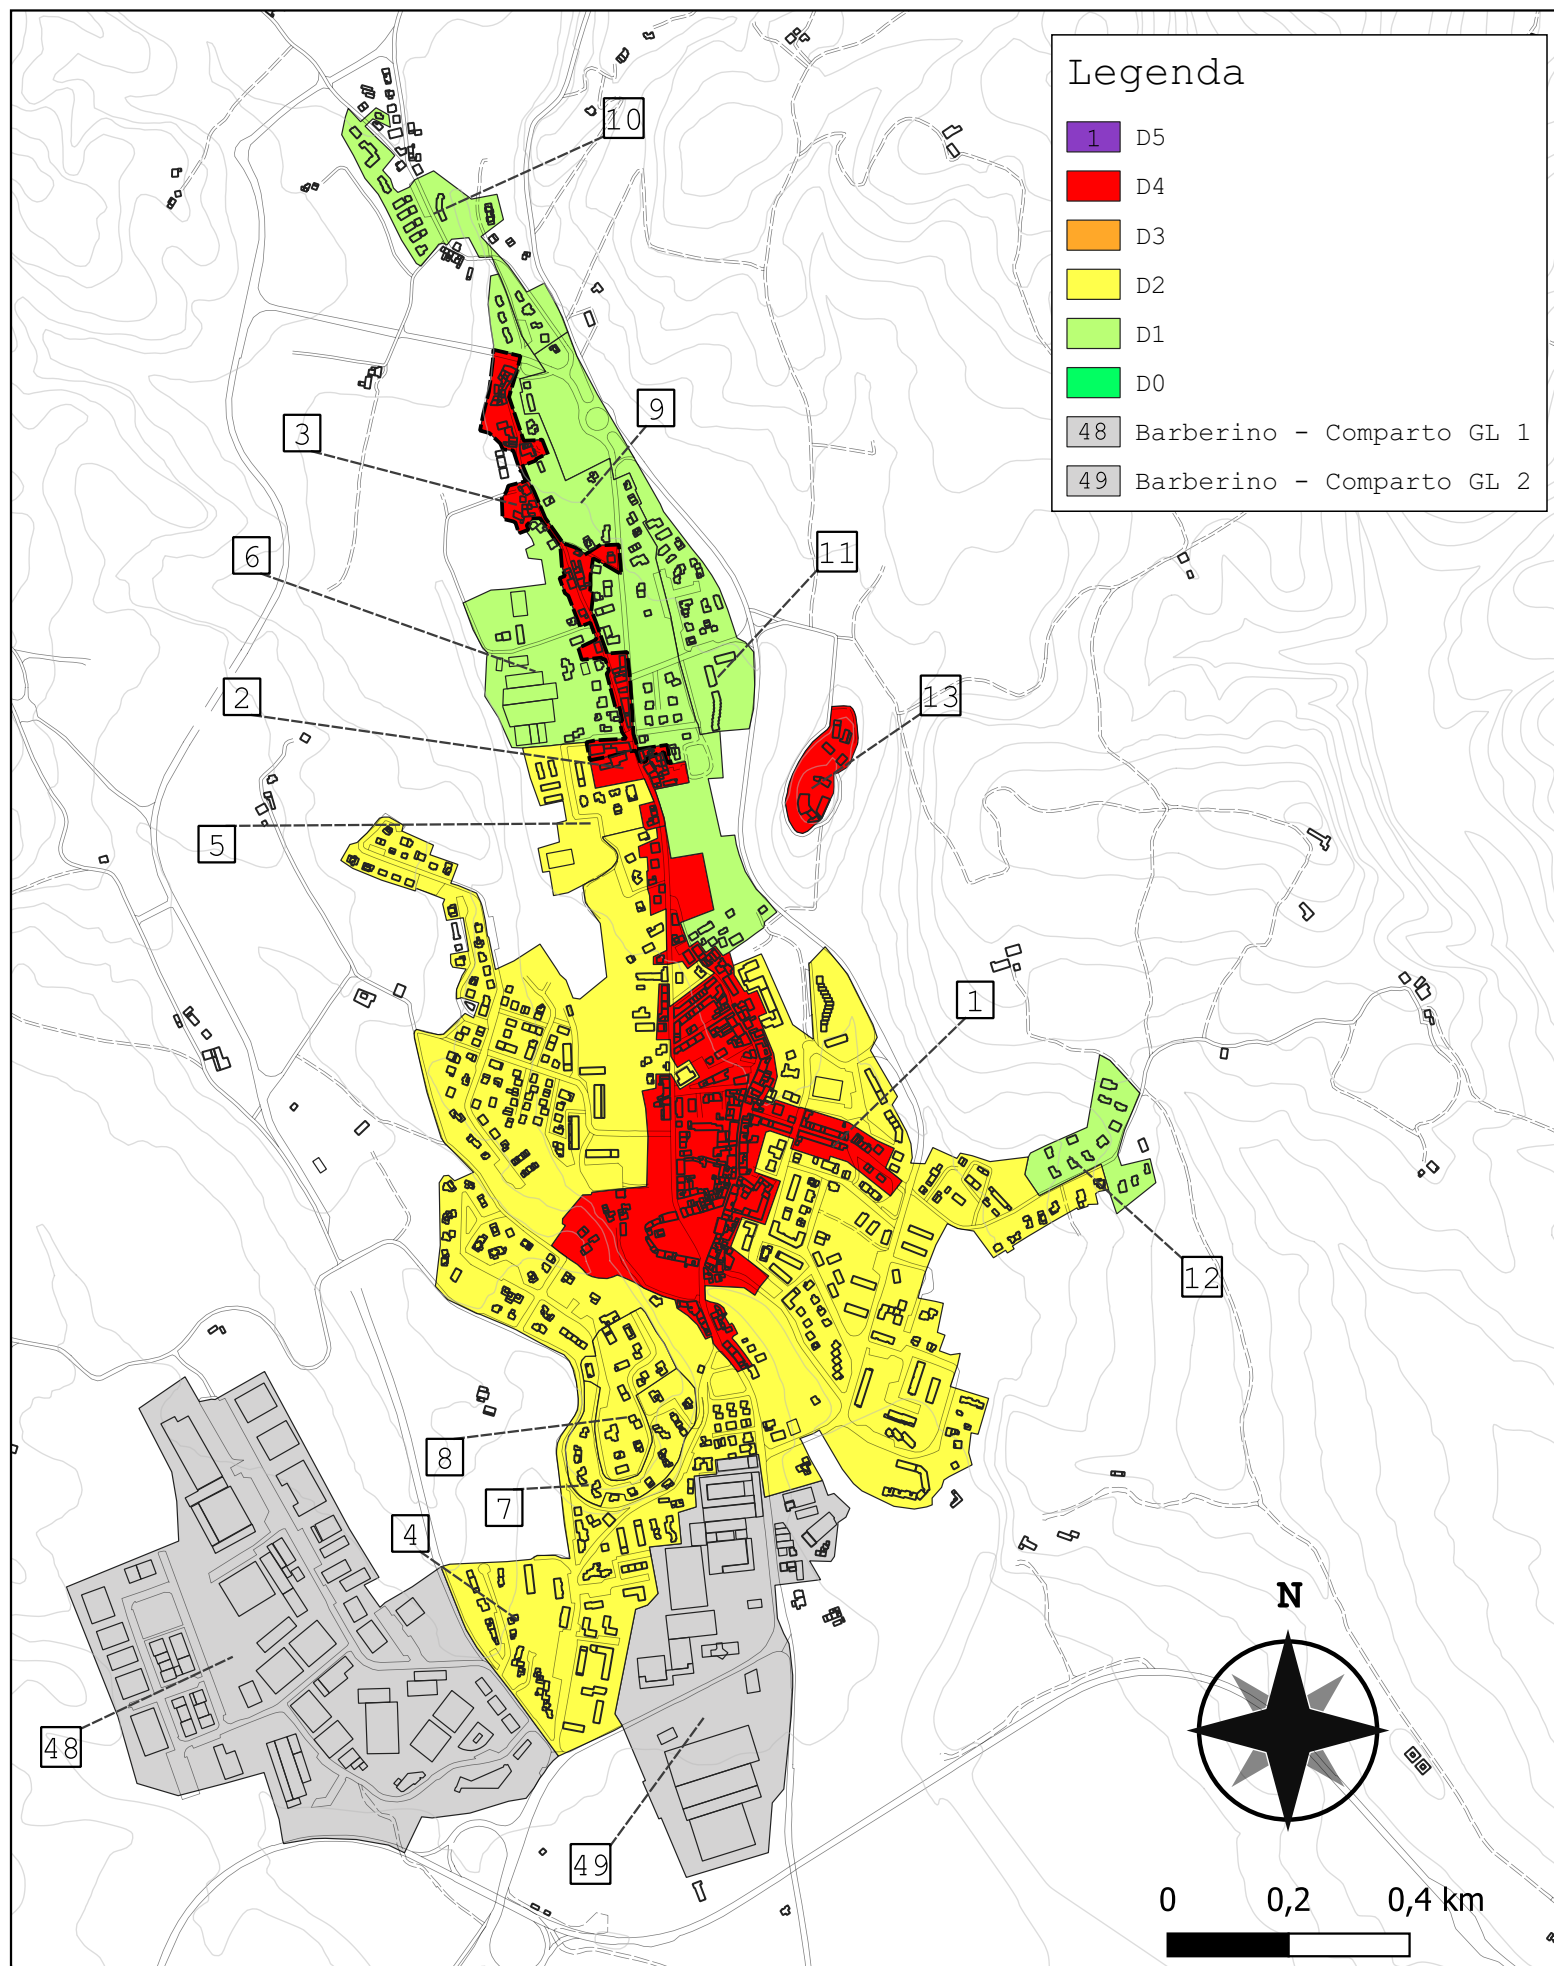 Legenda
1 D5
D4
D3
D2
D1
D0
48 Barberino - Comparto GL 1
49 Barberino - Comparto GL 2
10
9
3
11
6
2
13
5
1
12
8
7
4
48
49
N
0 0,2 0,4 km